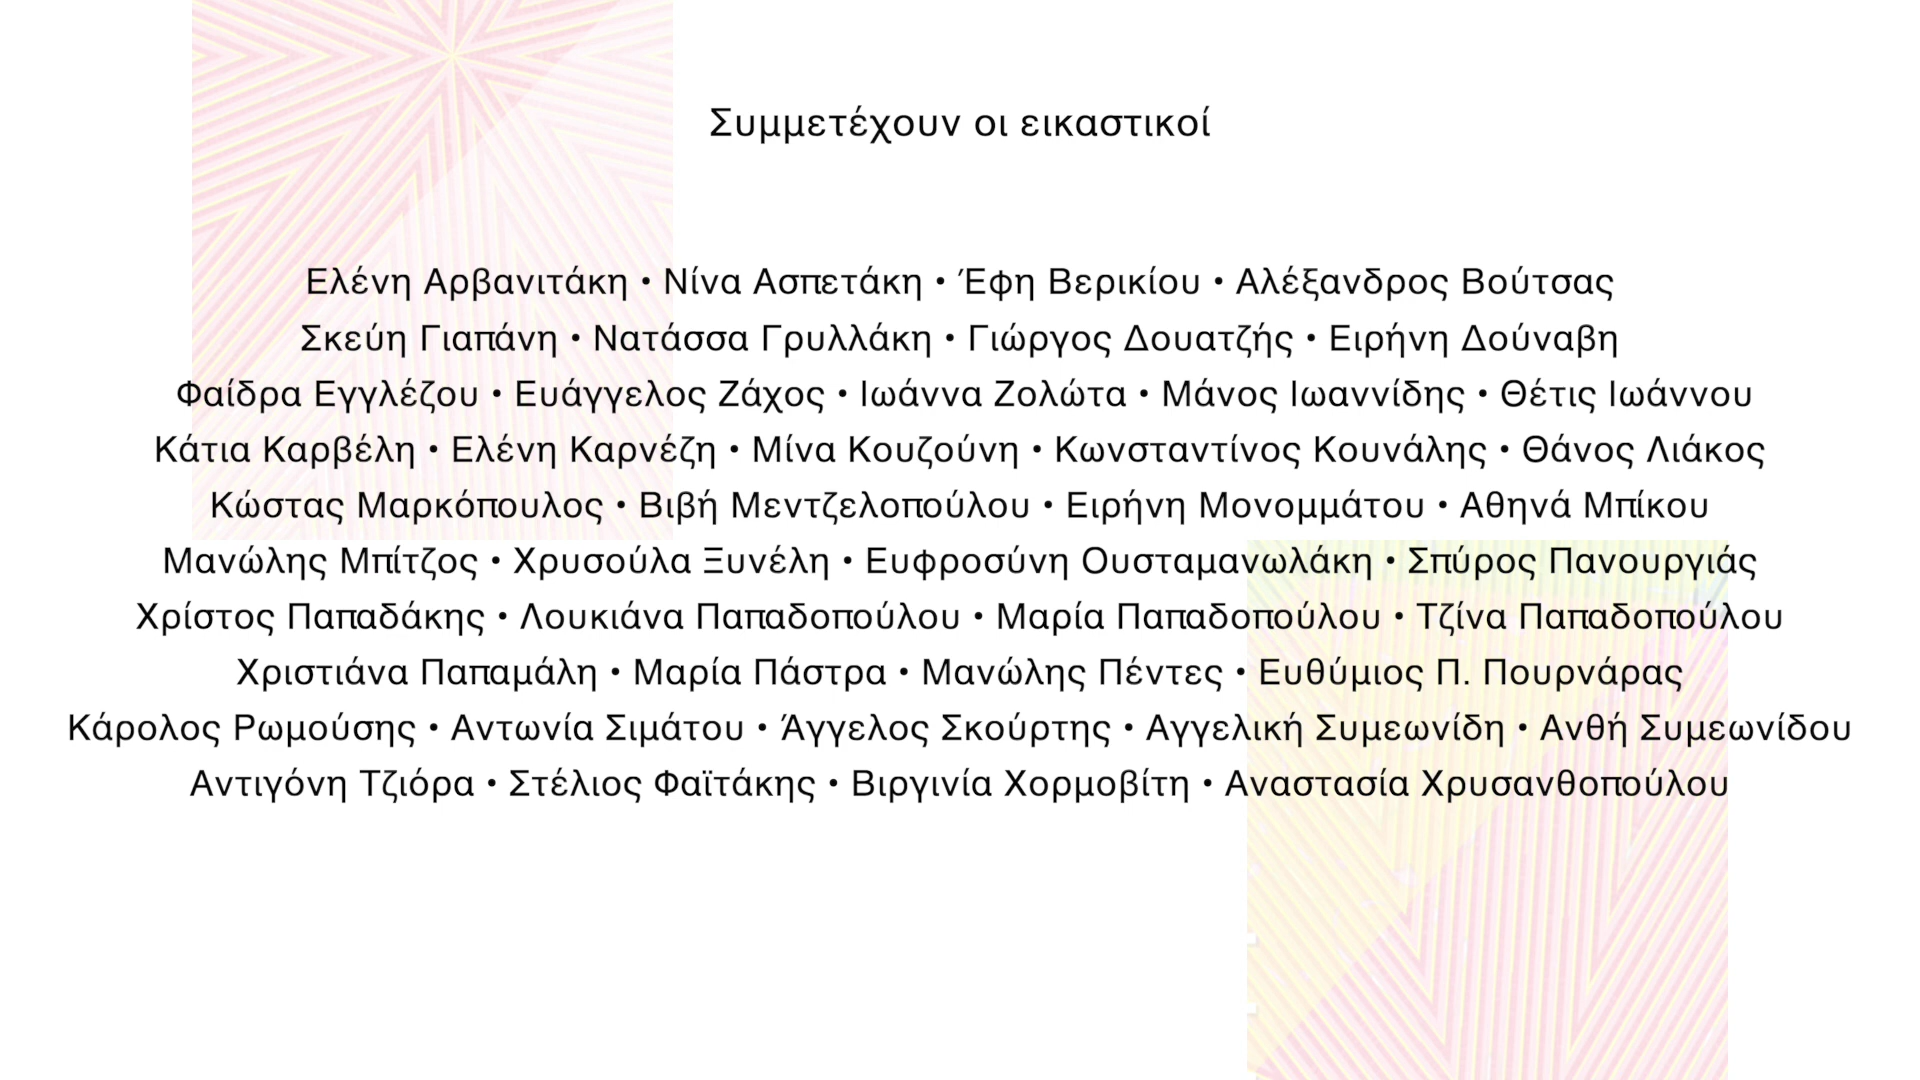 Συμμετέχουν οι εικαστικοί
Ελένη Αρβανιτάκη • Νίνα Ασπετάκη • Έφη Βερικίου • Αλέξανδρος Βούτσας
Σκεύη Γιαπάνη • Νατάσσα Γρυλλάκη • Γιώργος Δουατζής • Ειρήνη Δούναβη
Φαίδρα Εγγλέζου • Ευάγγελος Ζάχος • Ιωάννα Ζολώτα • Μάνος Ιωαννίδης • Θέτις Ιωάννου
Κάτια Καρβέλη • Ελένη Καρνέζη • Μίνα Κουζούνη • Κωνσταντίνος Κουνάλης • Θάνος Λιάκος
Κώστας Μαρκόπουλος • Βιβή Μεντζελοπούλου • Ειρήνη Μονομμάτου • Αθηνά Μπίκου
Μανώλης Μπίτζος • Χρυσούλα Ξυνέλη • Ευφροσύνη Ουσταμανωλάκη • Σπύρος Πανουργιάς
Χρίστος Παπαδάκης • Λουκιάνα Παπαδοπούλου • Μαρία Παπαδοπούλου • Τζίνα Παπαδοπούλου
Χριστιάνα Παπαμάλη • Μαρία Πάστρα • Μανώλης Πέντες • Ευθύμιος Π. Πουρνάρας
Κάρολος Ρωμούσης • Αντωνία Σιμάτου • Άγγελος Σκούρτης • Αγγελική Συμεωνίδη • Ανθή Συμεωνίδου
Αντιγόνη Τζιόρα • Στέλιος Φαϊτάκης • Βιργινία Χορμοβίτη • Αναστασία Χρυσανθοπούλου